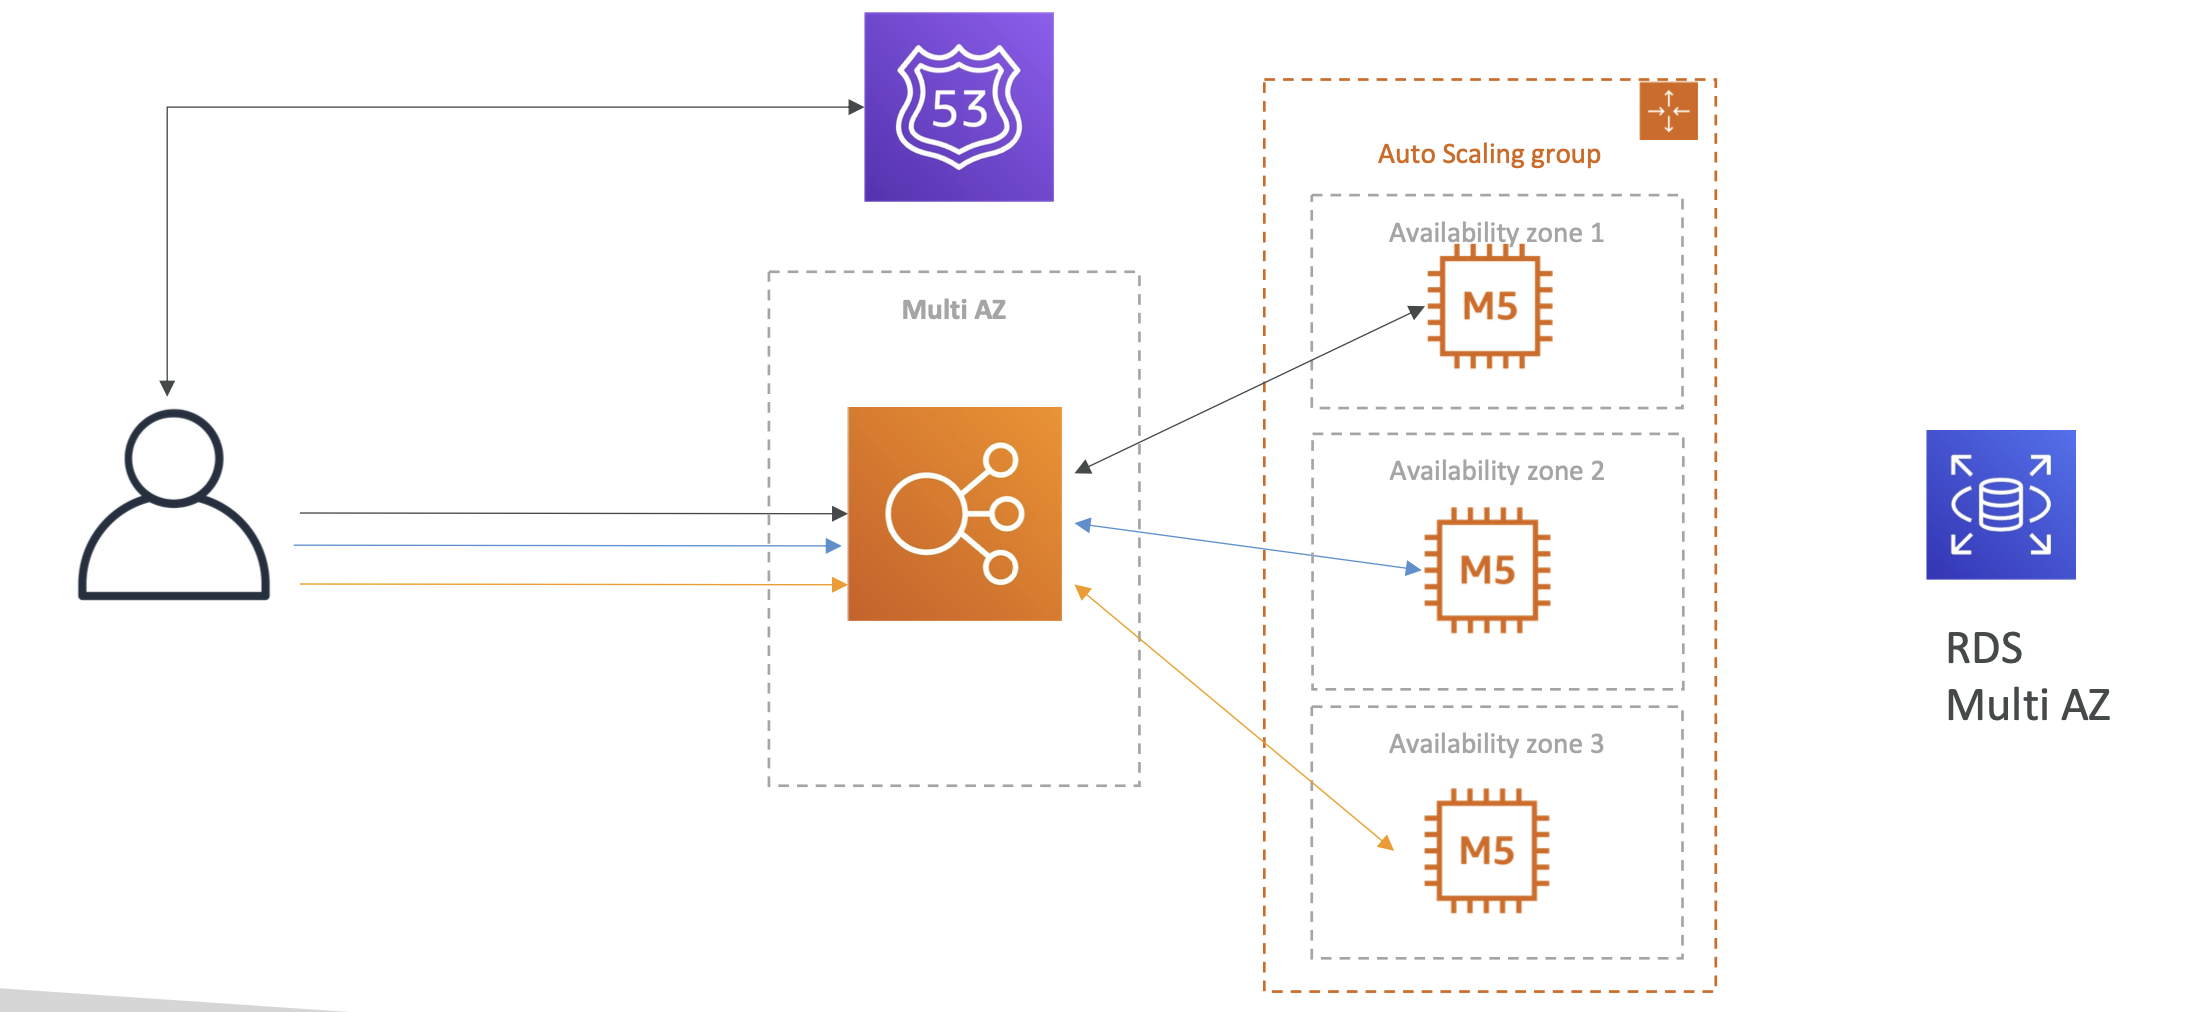 53
Auto Scaling group
Availability zone 1
M5
Multi AZ
Availability zone 2
M5
RDS
Multi AZ
Availability zone 3
M5